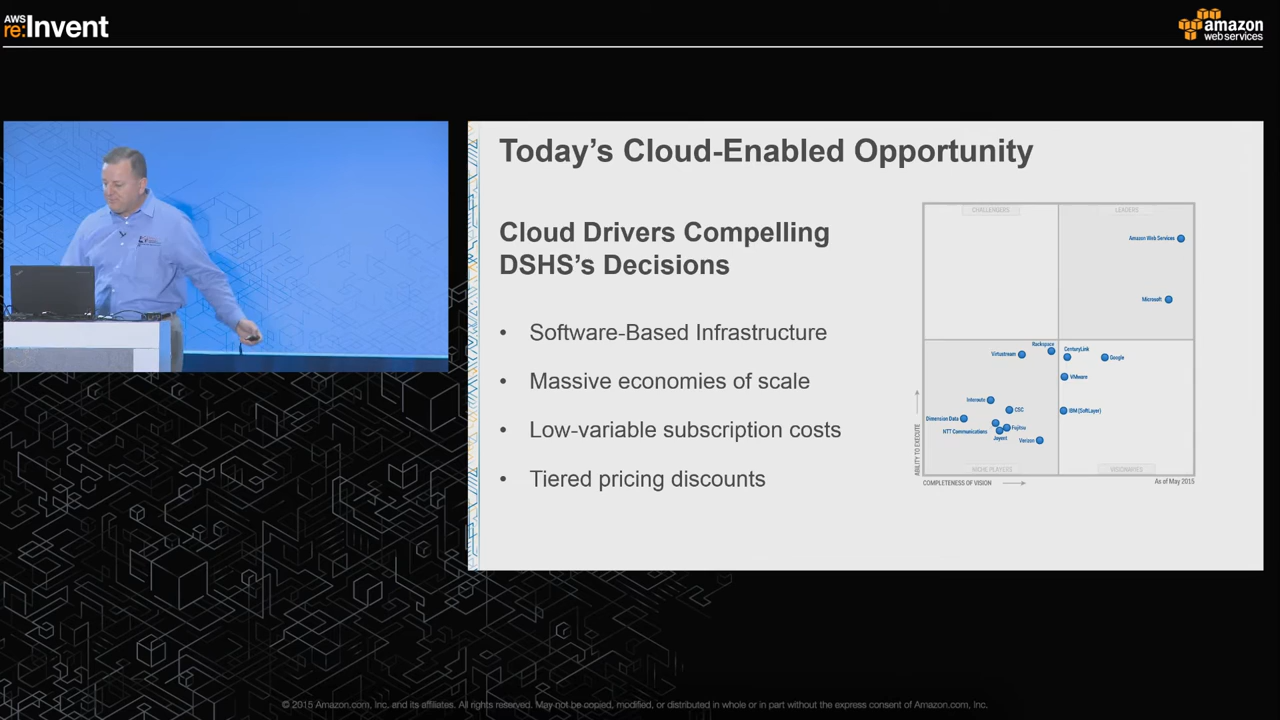 AWS
re:Invent
amazon
web services
Today's Cloud-Enabled Opportunity
Cloud Drivers Compelling
DSHS's Decisions
• Software-Based Infrastructure
• Massive economies of scale
• Low-variable subscription costs
• Tiered pricing discounts
CHALLENGERS
LEADERS
Amazon Web Services
Microsoft
Rackspace
CenturyLink
Virtustream
Google
VMware
Interoute
CSC
IBM (SoftLayer)
Dimension Data
Fujitsu
NTT Communications
Joyent
Verizon
NICHE PLAYERS
VISIONARIES
ABILITY TO EXECUTE
COMPLETENESS OF VISION
As of May 2015
© 2015 Amazon.com, Inc. and its affiliates. All rights reserved. May not be copied, modified, or distributed in whole or in part without the express consent of Amazon.com, Inc.